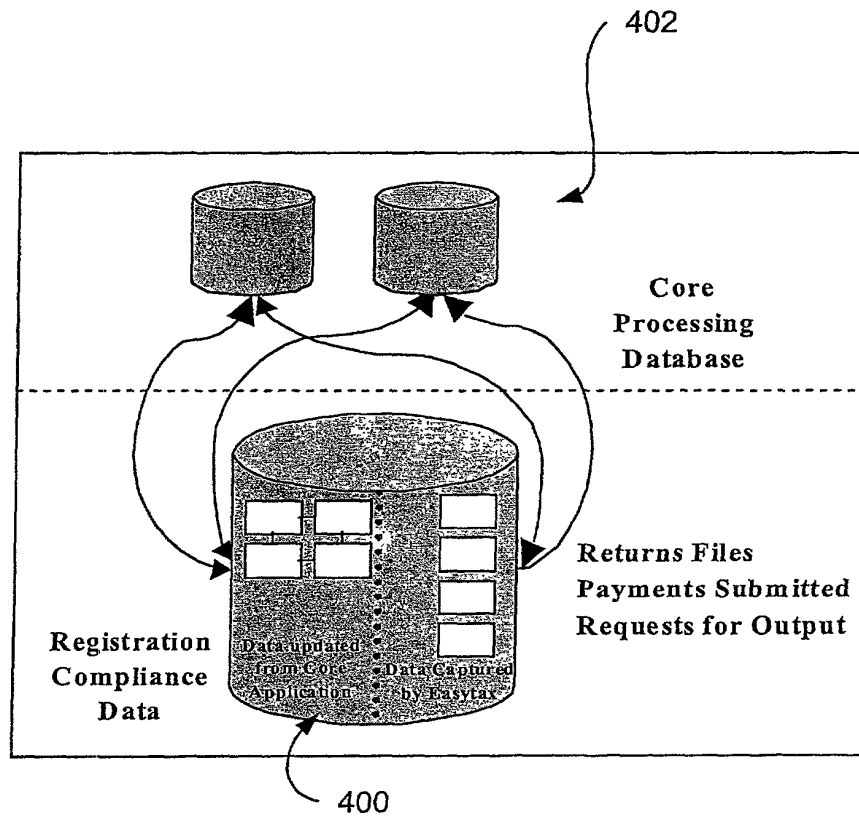 402
Core
Processing
Database
Returns Files
Payments Submitted
Requests for Output
Registration
Compliance
Data
Data updated
from Core
Application
Data Captured
by Easytax
400